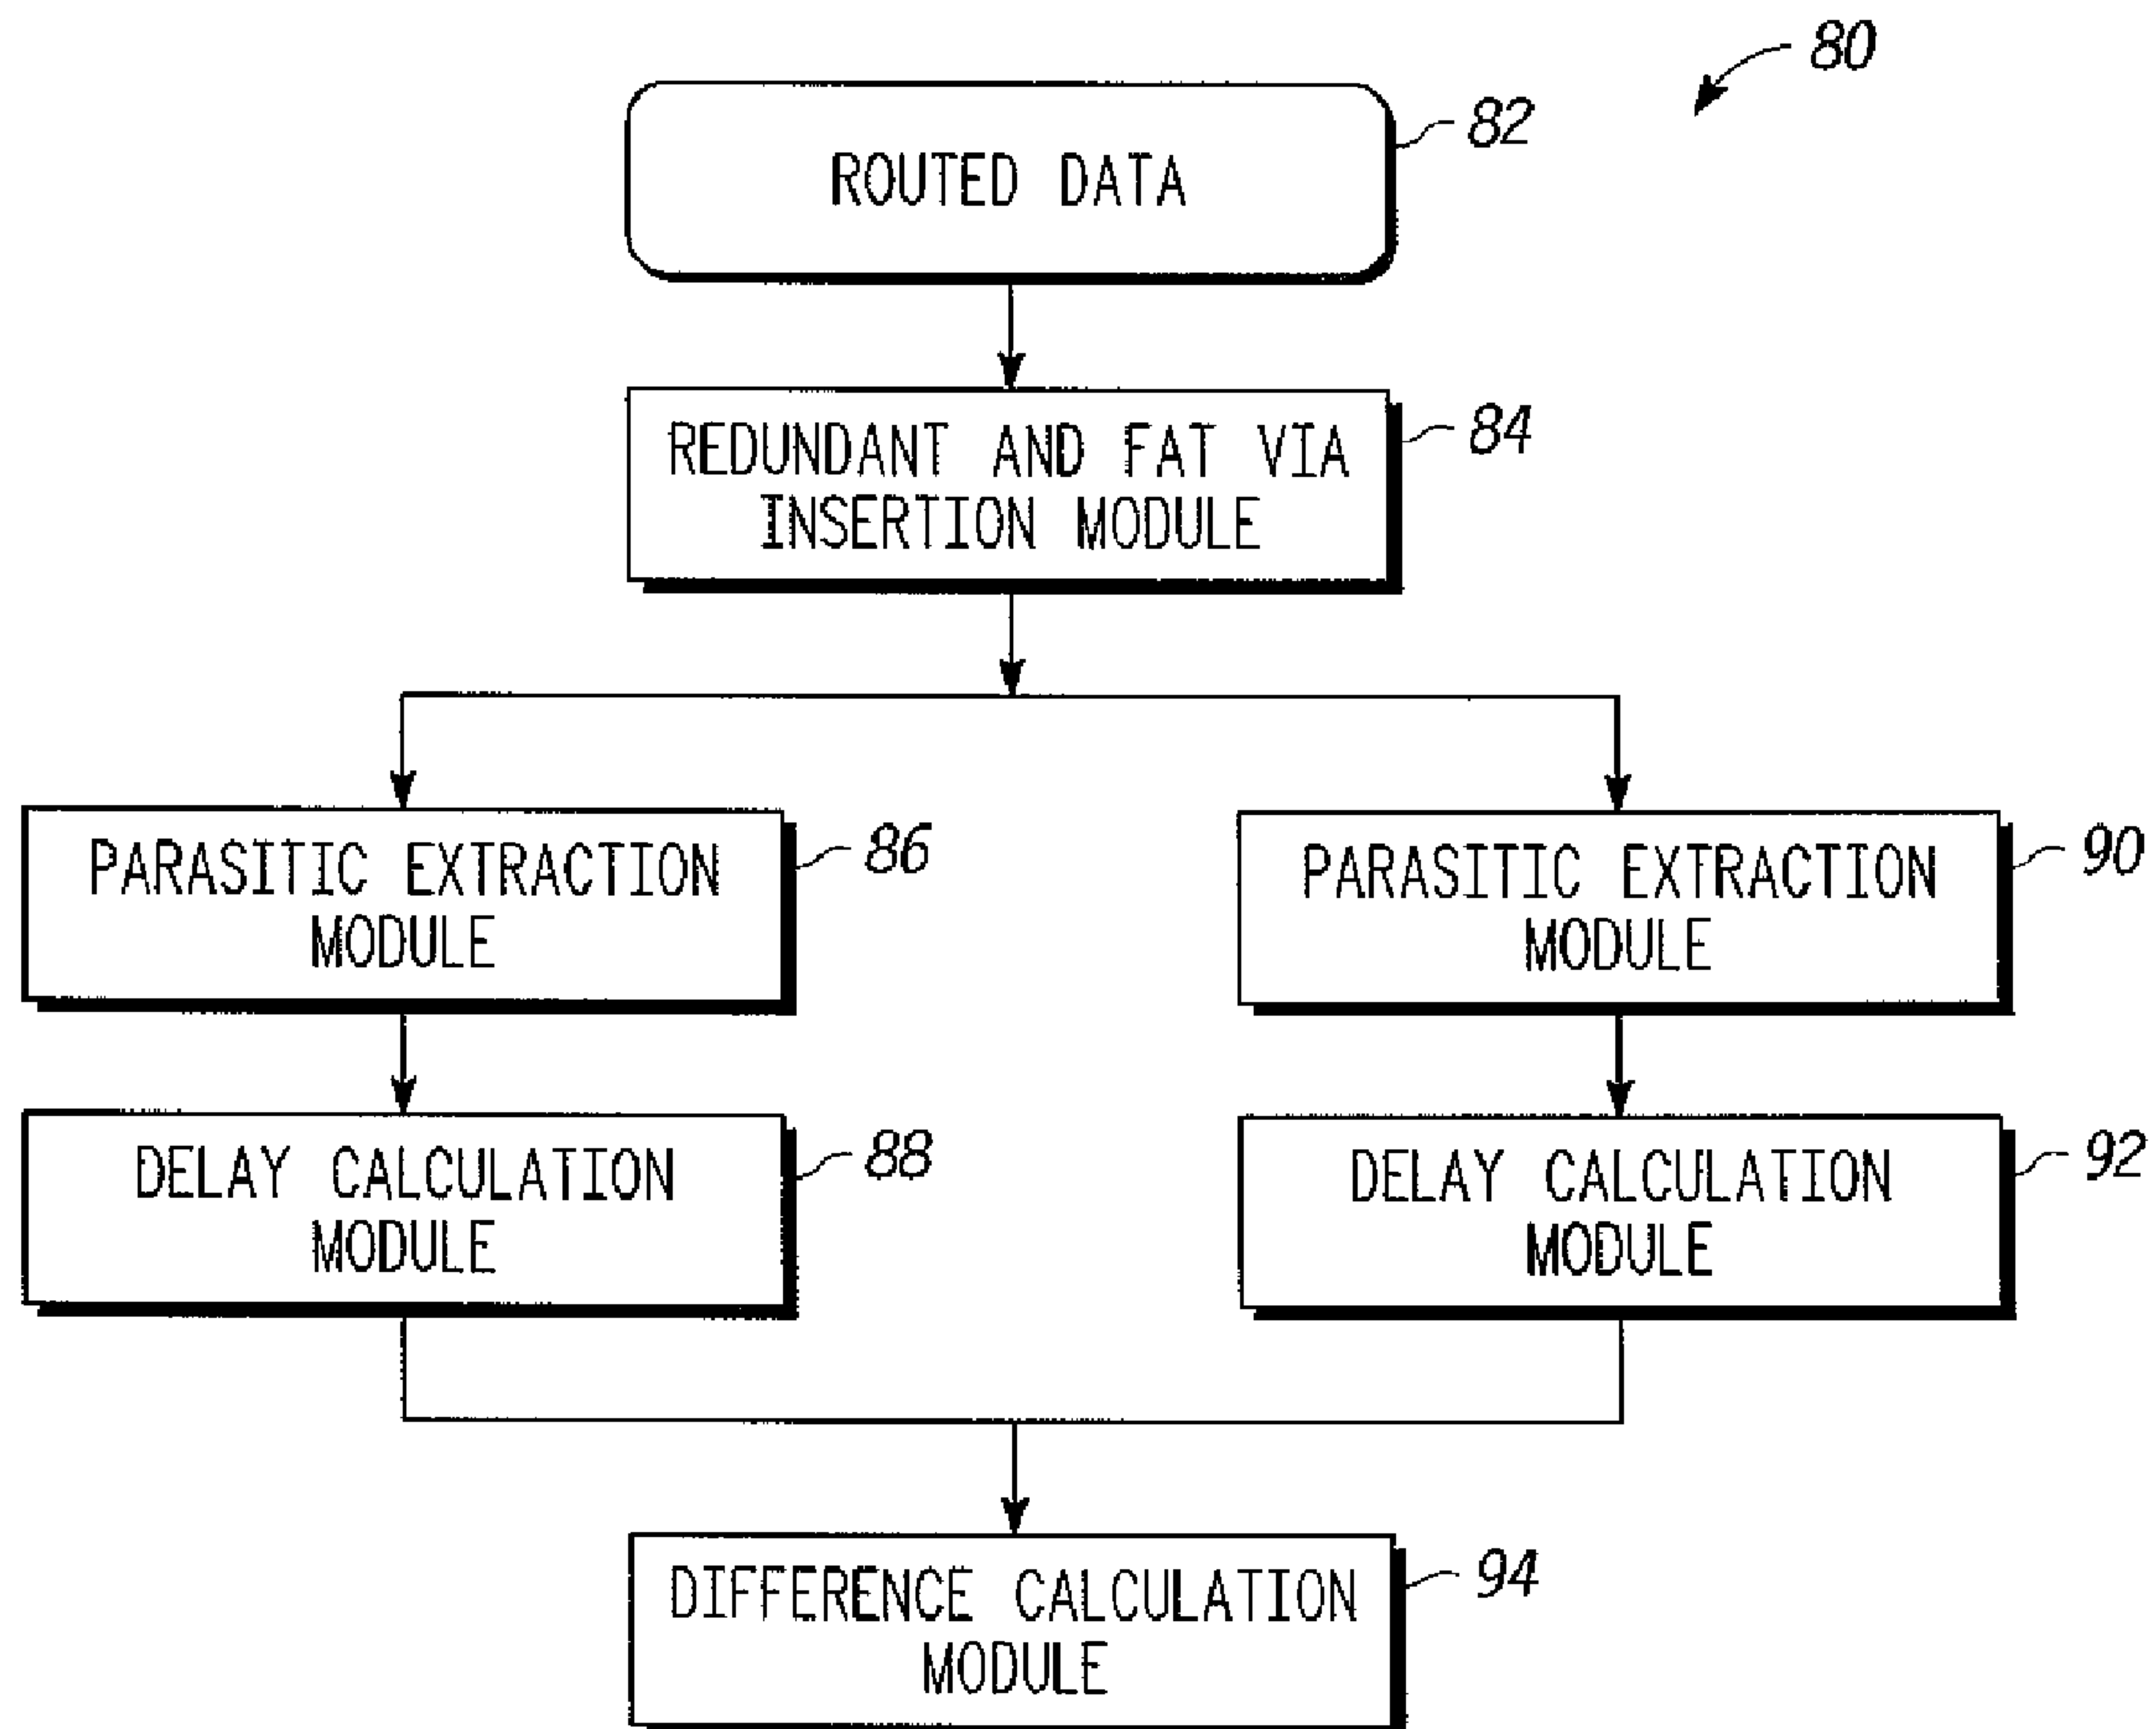 80
ROUTED DATA
82
REDUNDANT AND FAT VIA
INSERTION MODULE
84
PARASITIC EXTRACTION
MODULE
86
PARASITIC EXTRACTION
MODULE
90
DELAY CALCULATION
MODULE
88
DELAY CALCULATION
MODULE
92
DIFFERENCE CALCULATION
MODULE
94